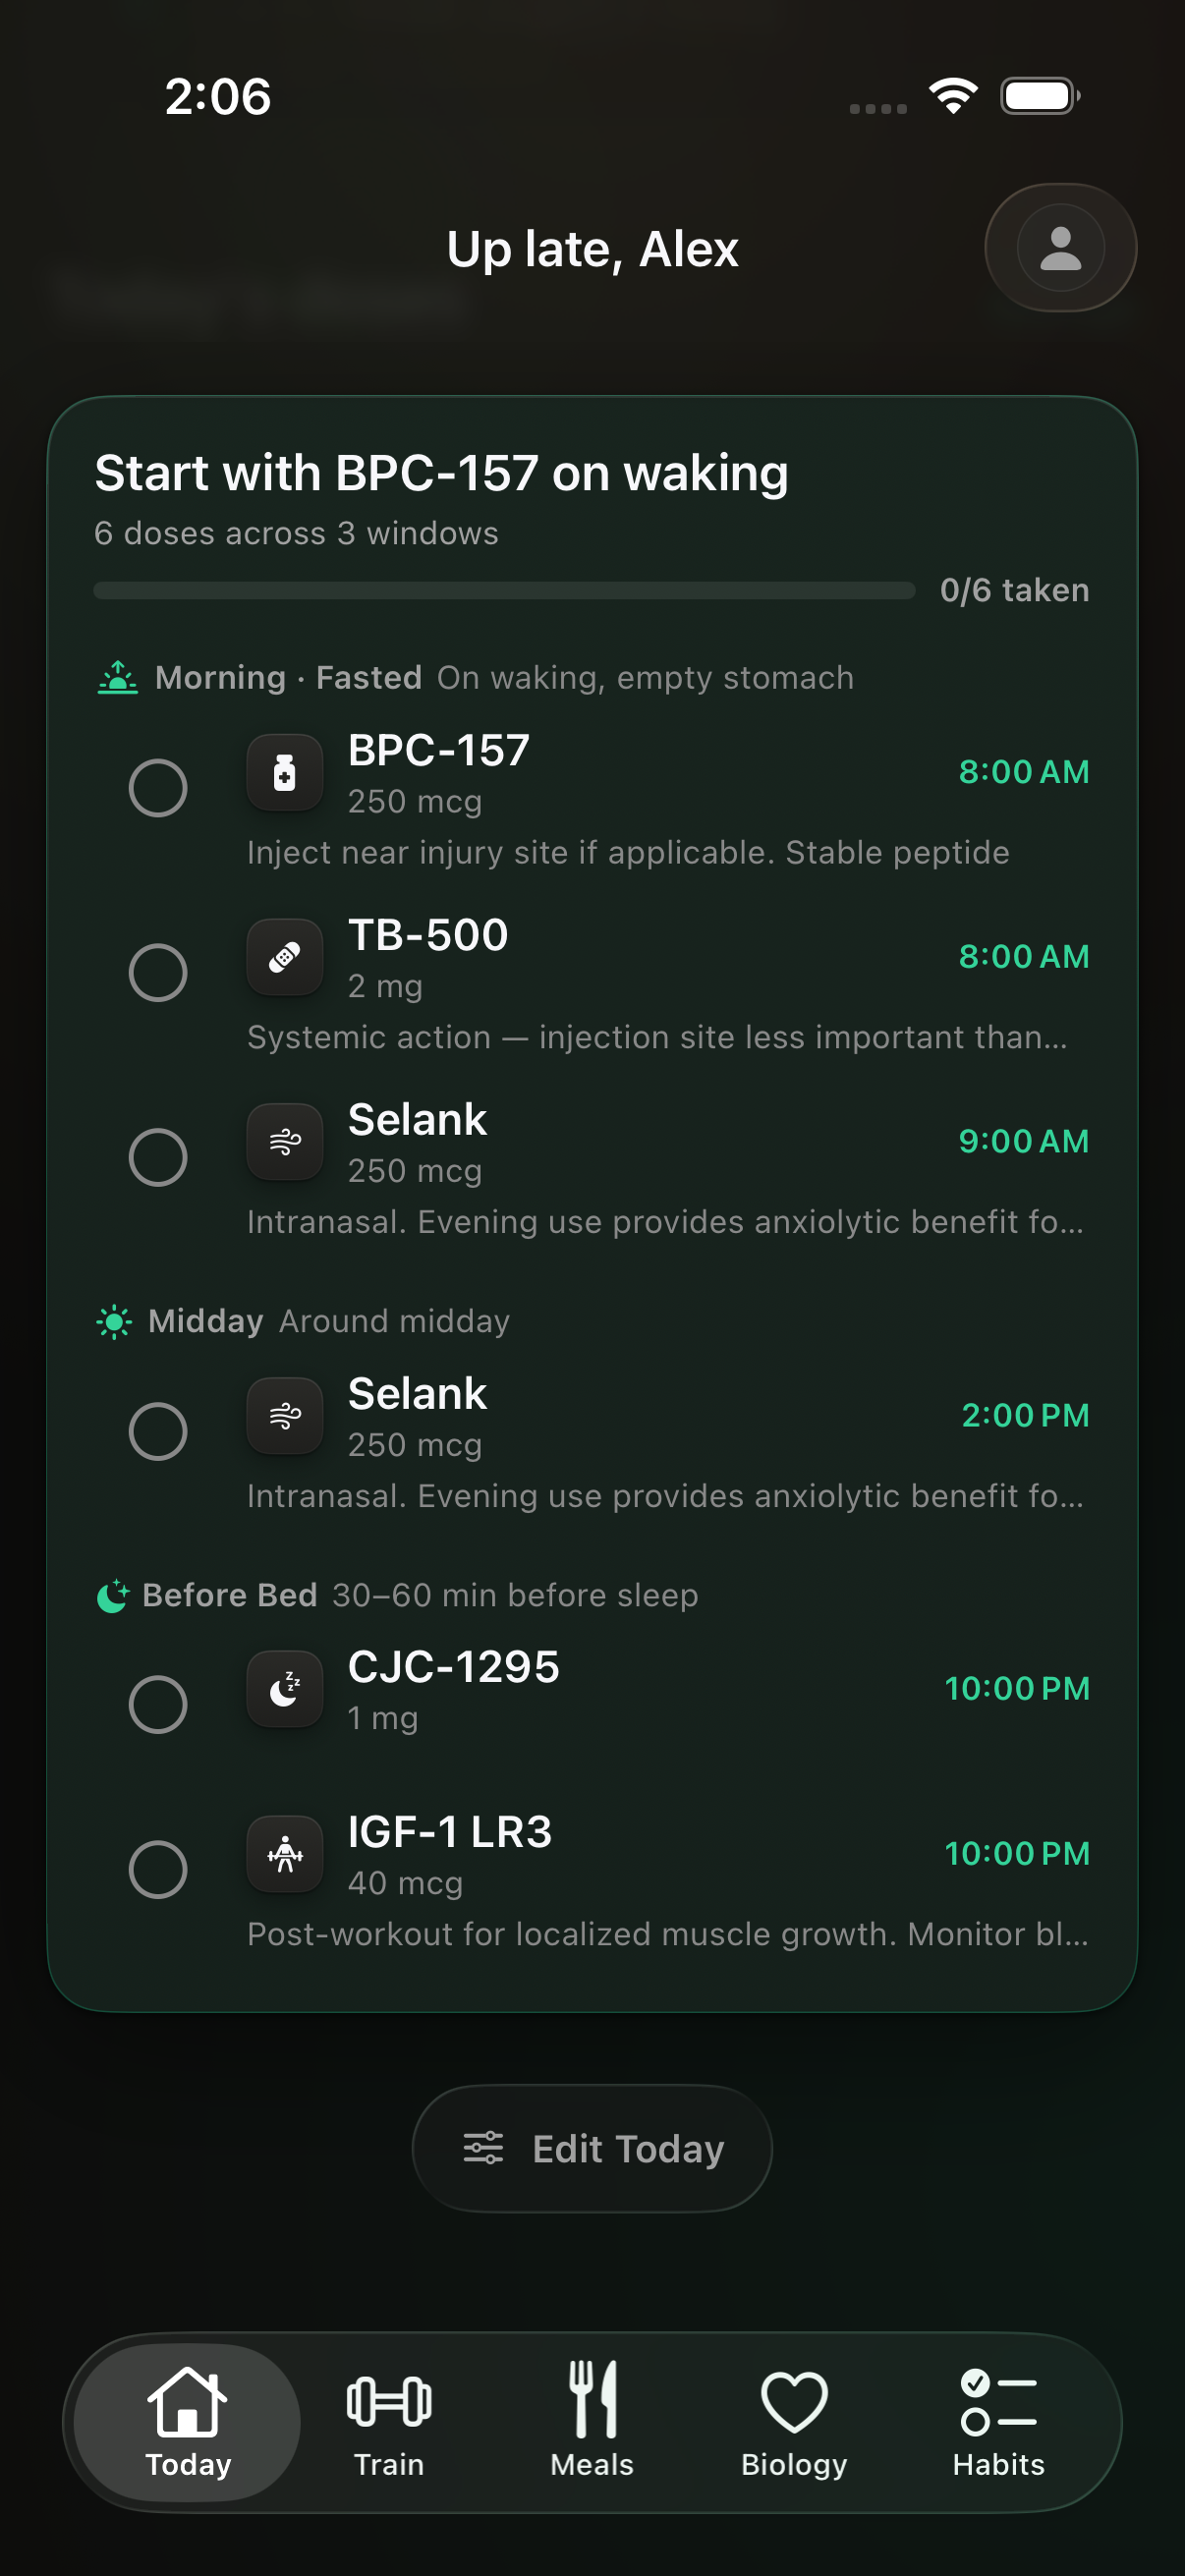 2:06
Up late, Alex
Start with BPC-157 on waking
6 doses across 3 windows
0/6 taken
Morning · Fasted On waking, empty stomach
BPC-157
8:00 AM
250 mcg
Inject near injury site if applicable. Stable peptide
TB-500
8:00 AM
2 mg
Systemic action — injection site less important than...
Selank
9:00 AM
250 mcg
Intranasal. Evening use provides anxiolytic benefit fo...
Midday Around midday
Selank
2:00 PM
250 mcg
Intranasal. Evening use provides anxiolytic benefit fo...
Before Bed 30–60 min before sleep
CJC-1295
10:00 PM
1 mg
IGF-1 LR3
10:00 PM
40 mcg
Post-workout for localized muscle growth. Monitor bl...
Edit Today
Today
Train
Meals
Biology
Habits